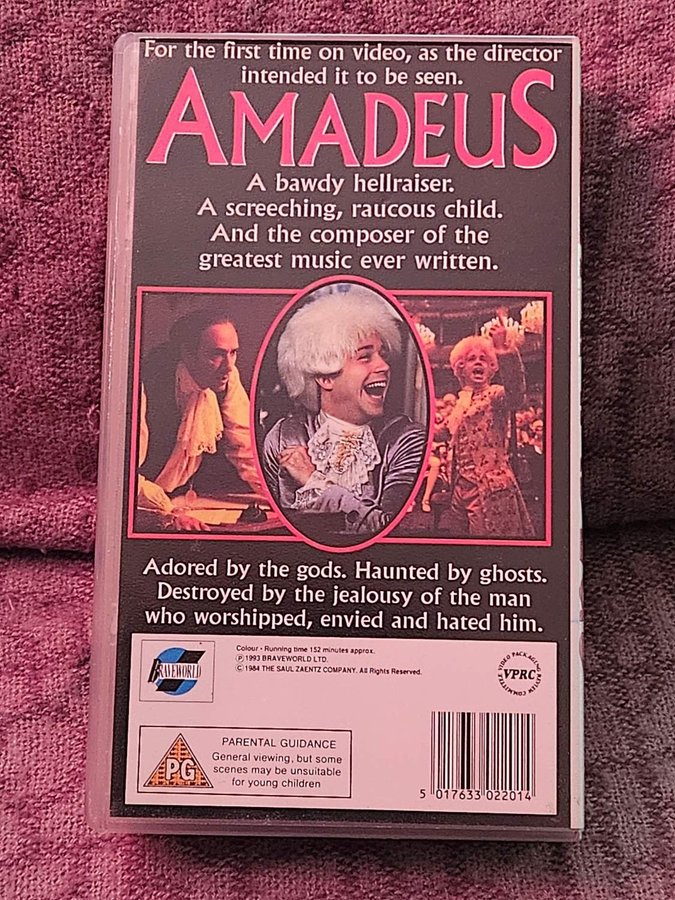 For the first time on video, as the director
intended it to be seen.
AMADEUS
A bawdy hellraiser.
A screeching, raucous child.
And the composer of the
greatest music ever written.
Adored by the gods. Haunted by ghosts.
Destroyed by the jealousy of the man
who worshipped, envied and hated him.
BRAVEWORLD
Colour · Running time 152 minutes approx.
Ⓟ 1993 BRAVEWORLD LTD.
© 1984 THE SAUL ZAENTZ COMPANY. All Rights Reserved.
VIDEO PACKAGING REVIEW COMMITTEE
VPRC
PG
PARENTAL GUIDANCE
General viewing, but some
scenes may be unsuitable
for young children
5 017633 022014